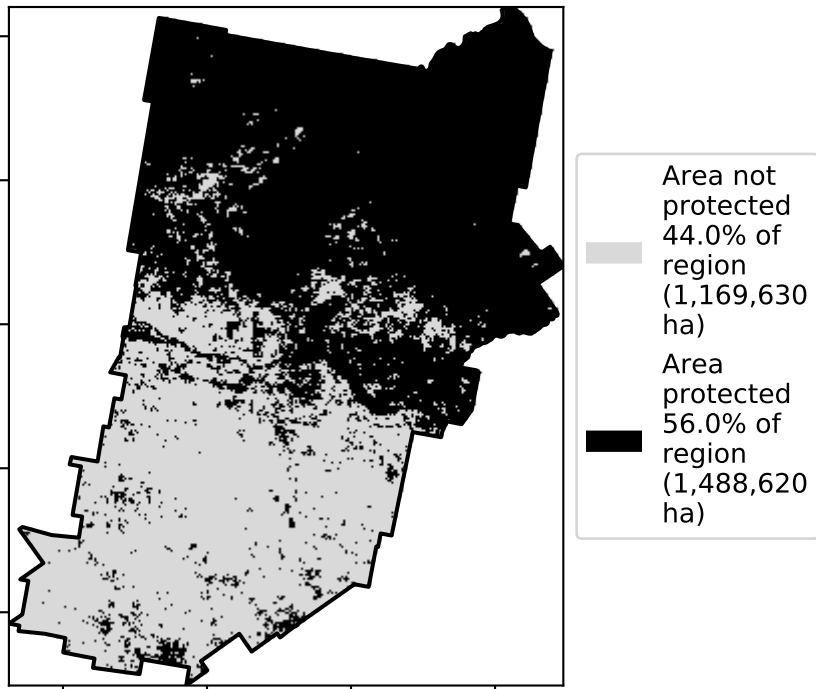 Area not
protected
44.0% of
region
(1,169,630
ha)
Area
protected
56.0% of
region
(1,488,620
ha)